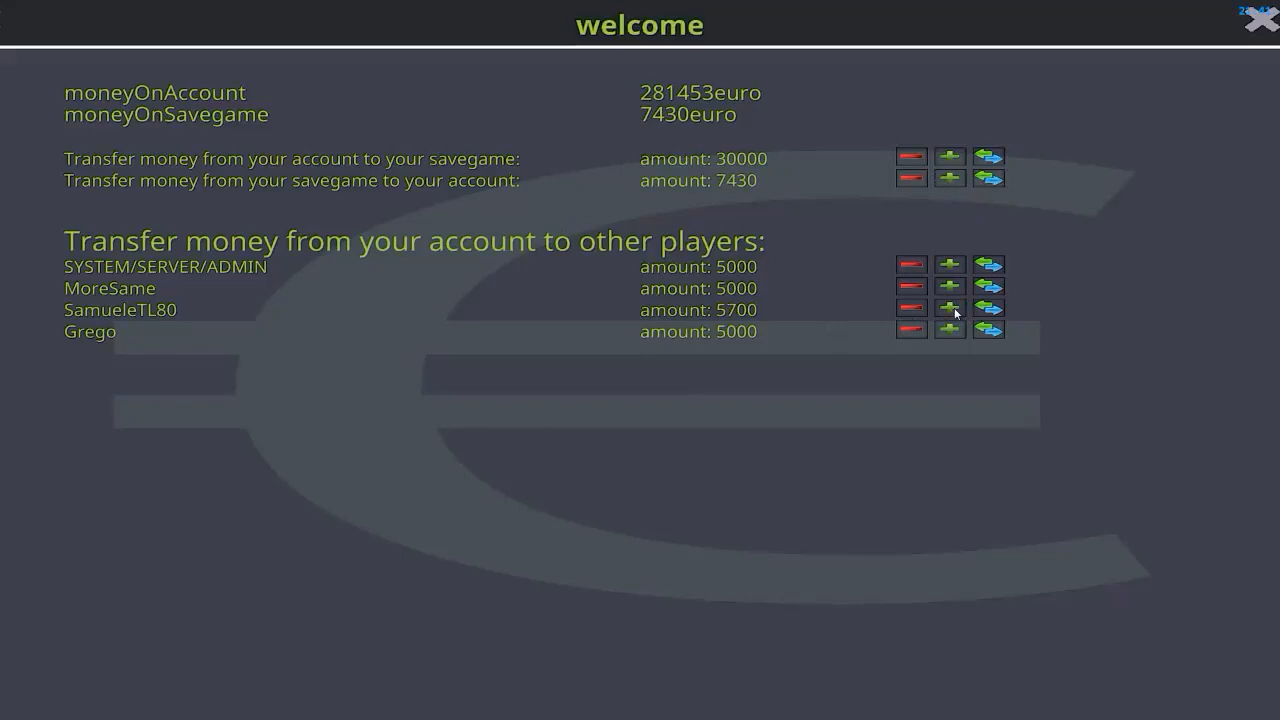 welcome
moneyOnAccount 281453euro
moneyOnSavegame 7430euro
Transfer money from your account to your savegame: amount: 30000
Transfer money from your savegame to your account: amount: 7430
Transfer money from your account to other players:
SYSTEM/SERVER/ADMIN amount: 5000
MoreSame amount: 5000
SamueleTL80 amount: 5700
Grego amount: 5000